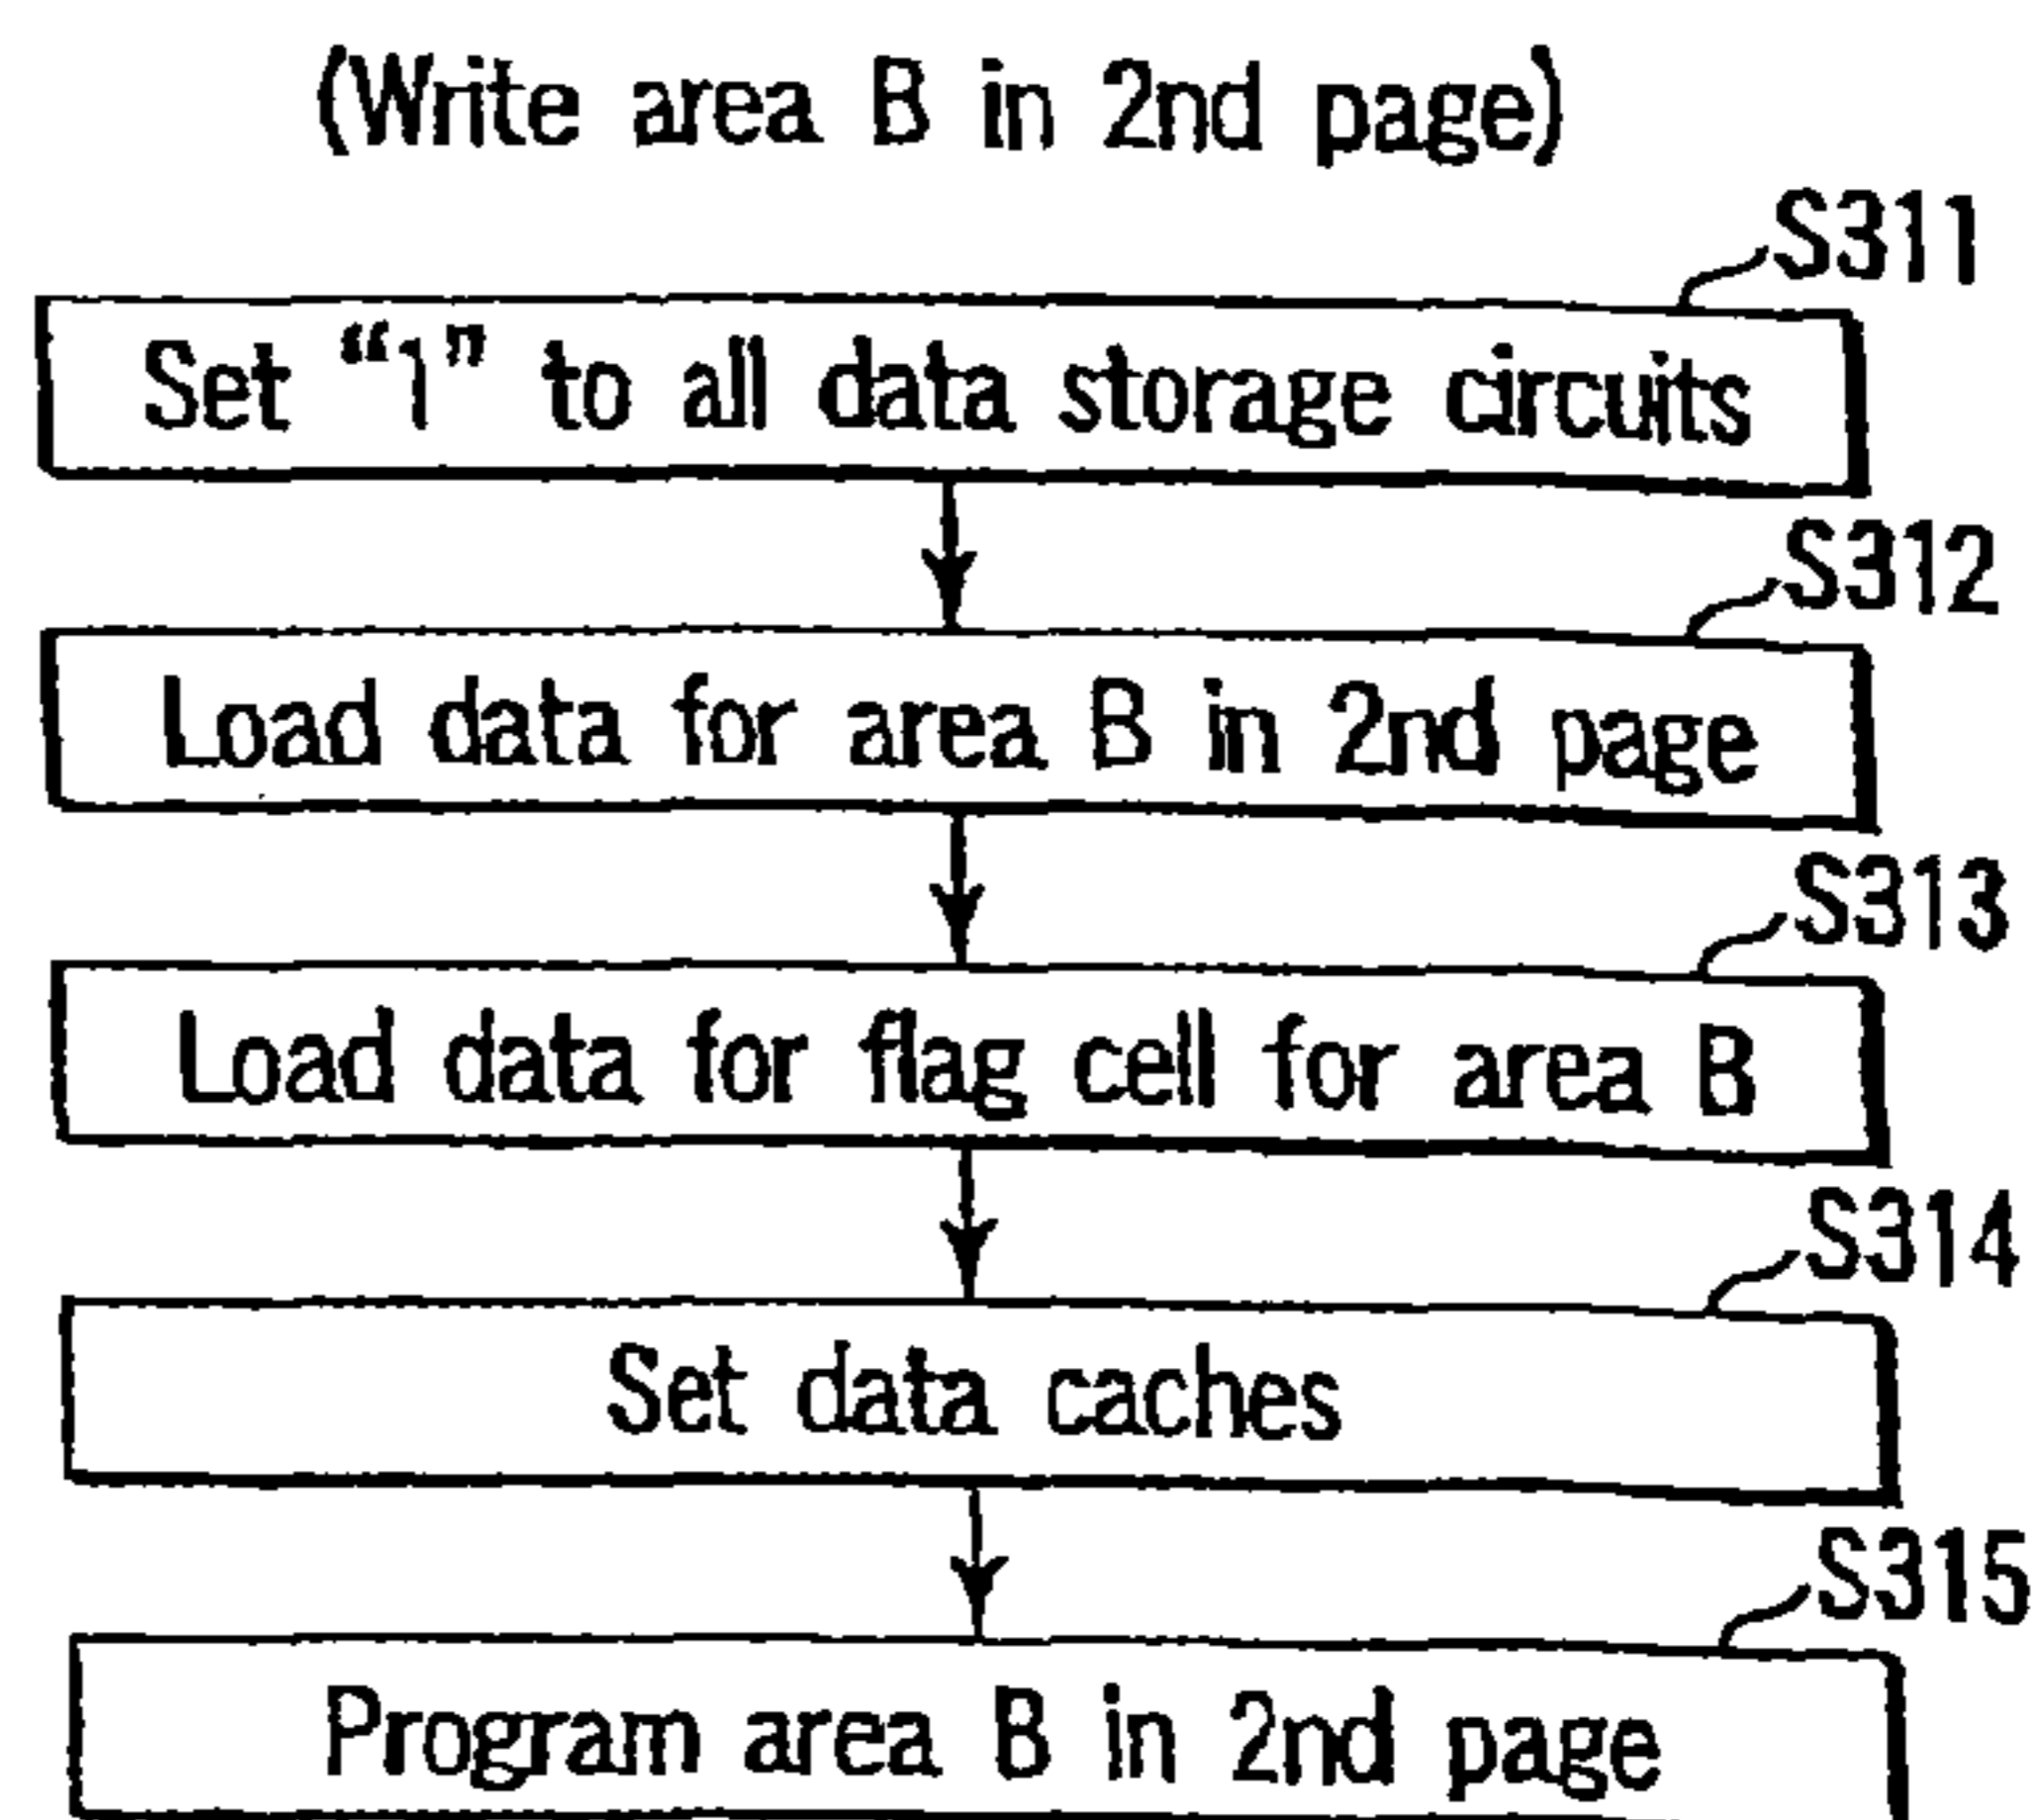 (Write area B in 2nd page)
S311
Set “1” to all data storage circuits
S312
Load data for area B in 2nd page
S313
Load data for flag cell for area B
S314
Set data caches
S315
Program area B in 2nd page